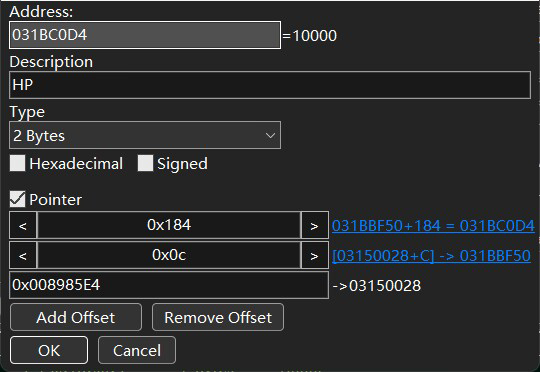 Address:
031BC0D4 =10000
Description
HP
Type
2 Bytes
Hexadecimal Signed
Pointer
< 0x184 > 031BBF50+184 = 031BC0D4
< 0x0c > [03150028+C] -> 031BBF50
0x008985E4 ->03150028
Add Offset Remove Offset
OK Cancel